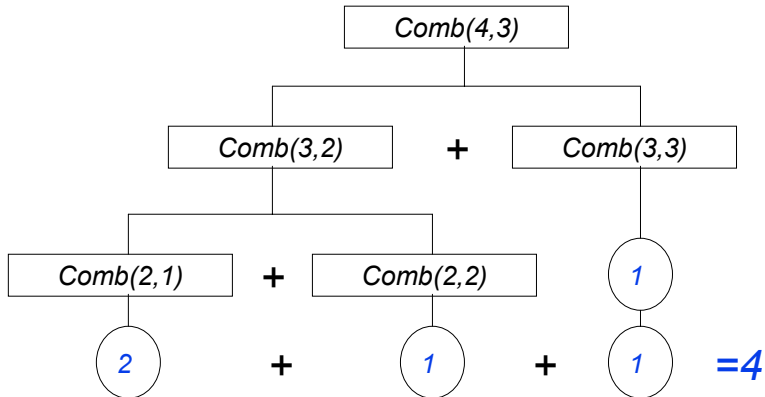 Comb(4,3)
Comb(3,2) + Comb(3,3)
Comb(2,1) + Comb(2,2) 1
2 + 1 + 1 =4